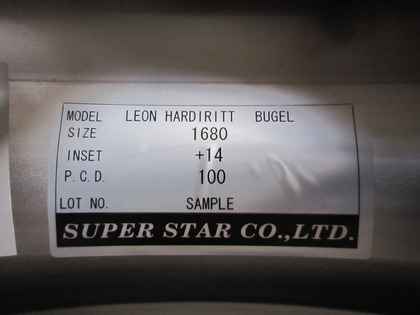 MODEL LEON HARDIRITT BUGEL
SIZE 1680
INSET +14
P.C.D. 100
LOT NO. SAMPLE
SUPER STAR CO.,LTD.